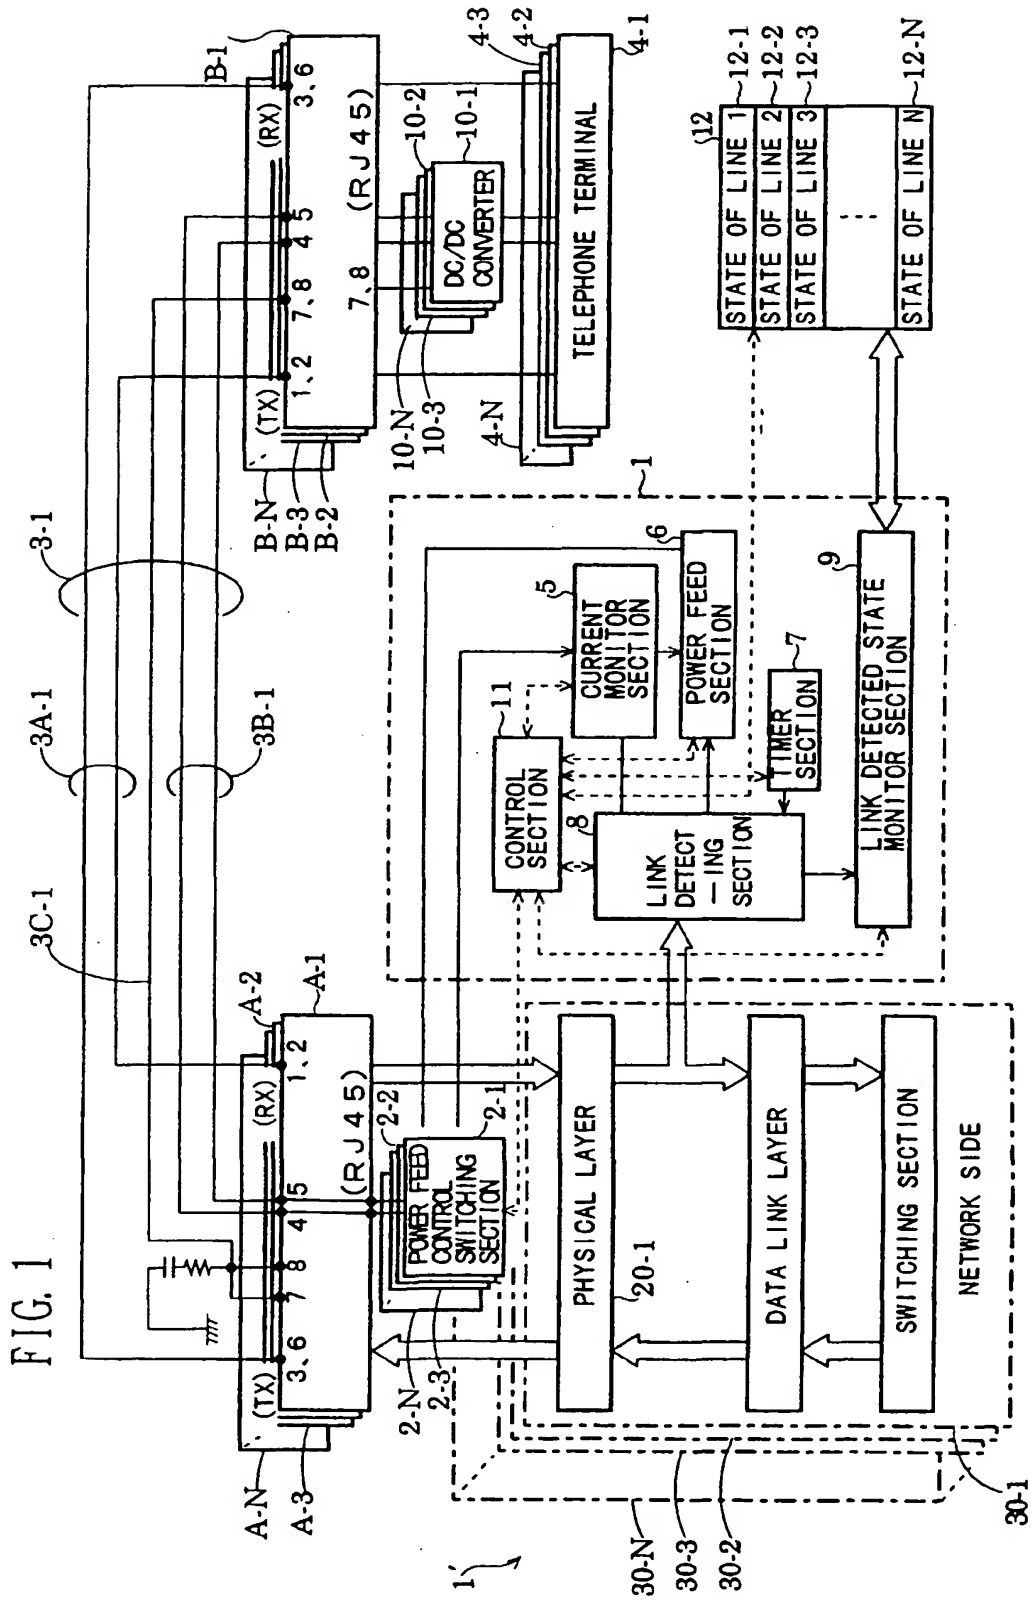 FIG. 1
3-1
3A-1
3B-1
3C-1
A-2
A-1
(TX)
3、6
7
8
4
5
(RX)
1、2
(RJ45)
A-N
A-3
B-1
(TX)
1、2
7、8
4
5
(RX)
3、6
(RJ45)
7、8
B-N
B-3
B-2
10-2
10-1
DC/DC
CONVERTER
10-N
10-3
4-3
4-2
4-1
TELEPHONE TERMINAL
4-N
2-2
2-1
POWER FEED
CONTROL
SWITCHING
SECTION
2-N
2-3
1
11
CONTROL
SECTION
5
CURRENT
MONITOR
SECTION
6
POWER FEED
SECTION
7
TIMER
SECTION
8
LINK
DETECT
-ING
SECTION
9
LINK DETECTED STATE
MONITOR SECTION
12
STATE OF LINE 1
12-1
STATE OF LINE 2
12-2
STATE OF LINE 3
12-3
STATE OF LINE N
12-N
PHYSICAL LAYER
20-1
DATA LINK LAYER
SWITCHING SECTION
NETWORK SIDE
1'
30-N
30-3
30-2
30-1